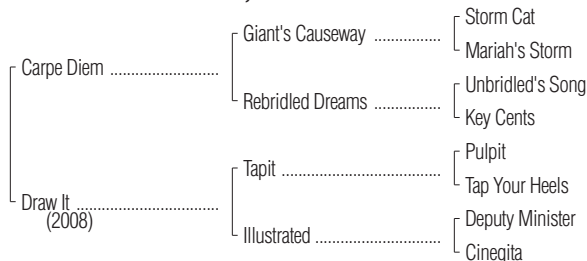 Storm Cat
Giant's Causeway ................
Mariah's Storm
Carpe Diem ..........................
Unbridled's Song
Rebridled Dreams ................
Key Cents
Pulpit
Tapit ......................................
Tap Your Heels
Draw It ..................................
(2008)
Deputy Minister
Illustrated ..............................
Cinegita